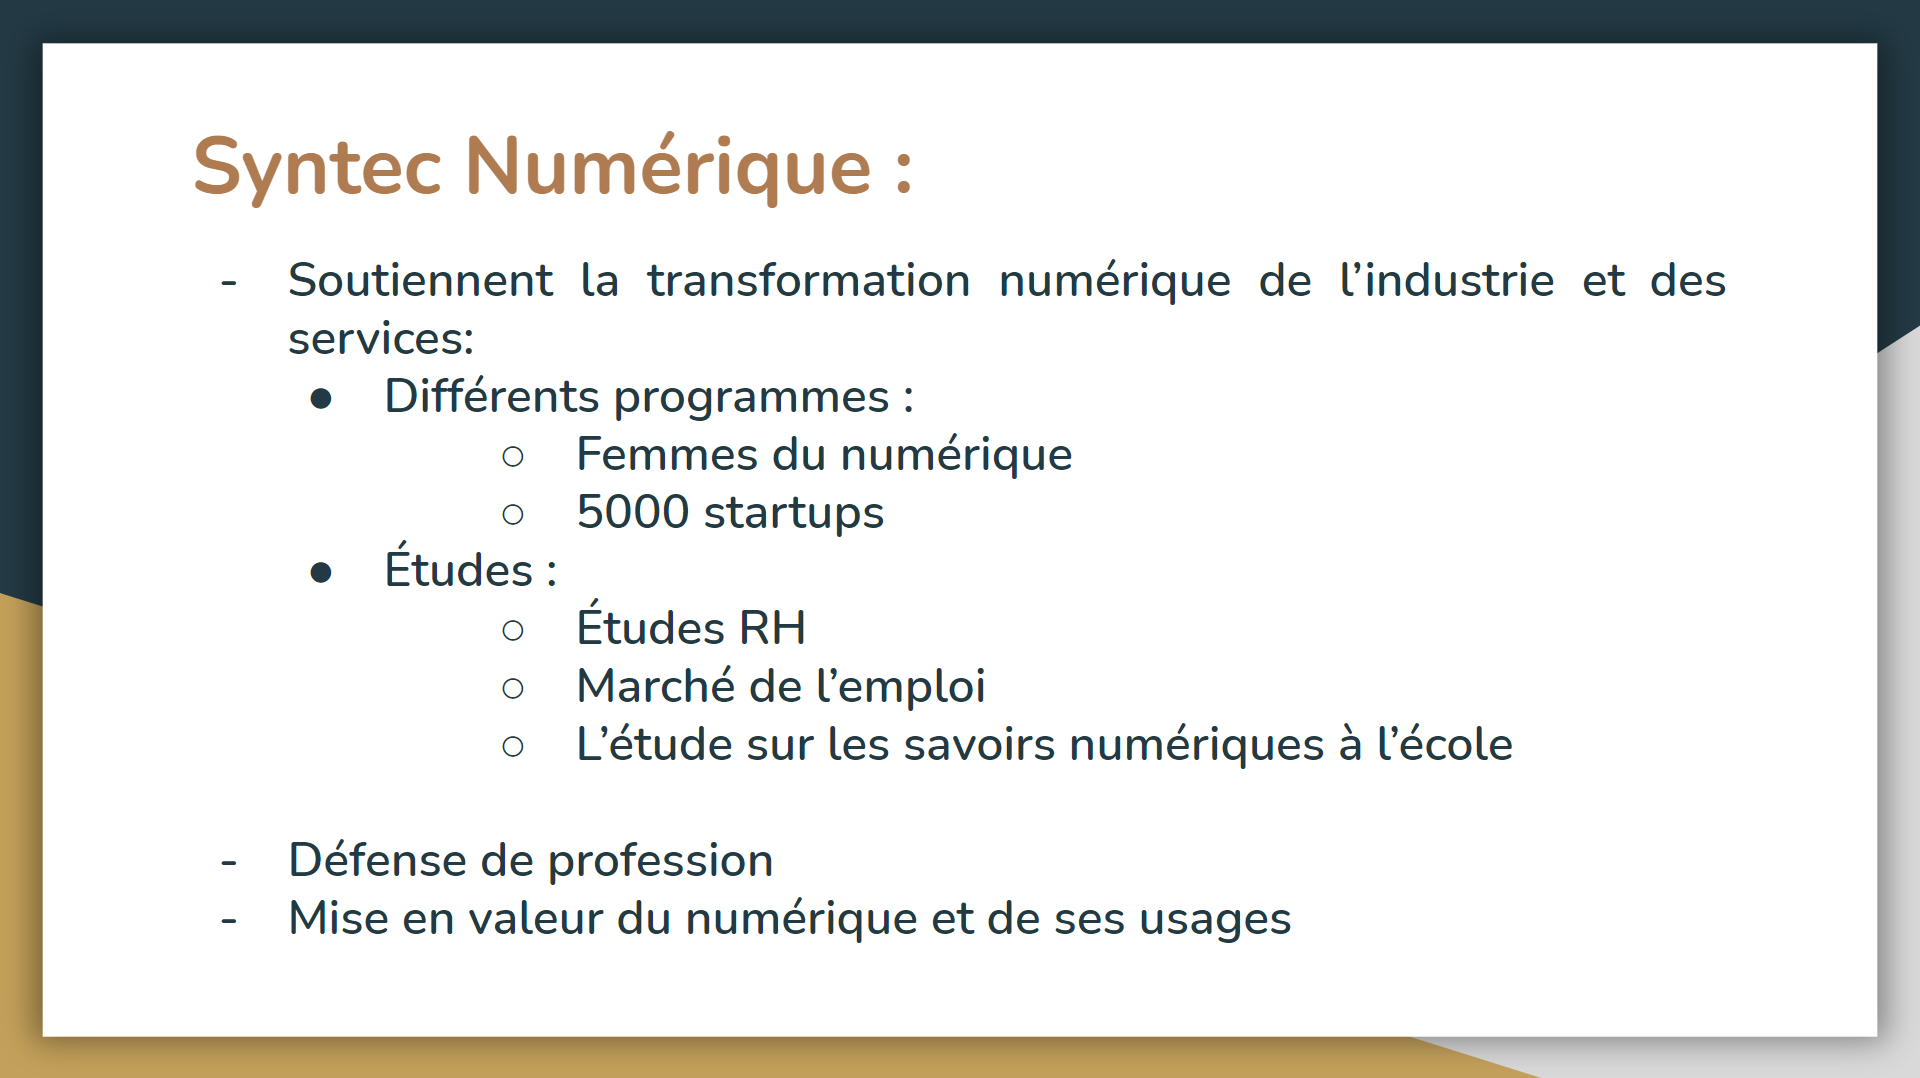 Syntec Numérique :
- Soutiennent la transformation numérique de l’industrie et des
services:
● Différents programmes :
○ Femmes du numérique
○ 5000 startups
● Études :
○ Études RH
○ Marché de l’emploi
○ L’étude sur les savoirs numériques à l’école
- Défense de profession
- Mise en valeur du numérique et de ses usages